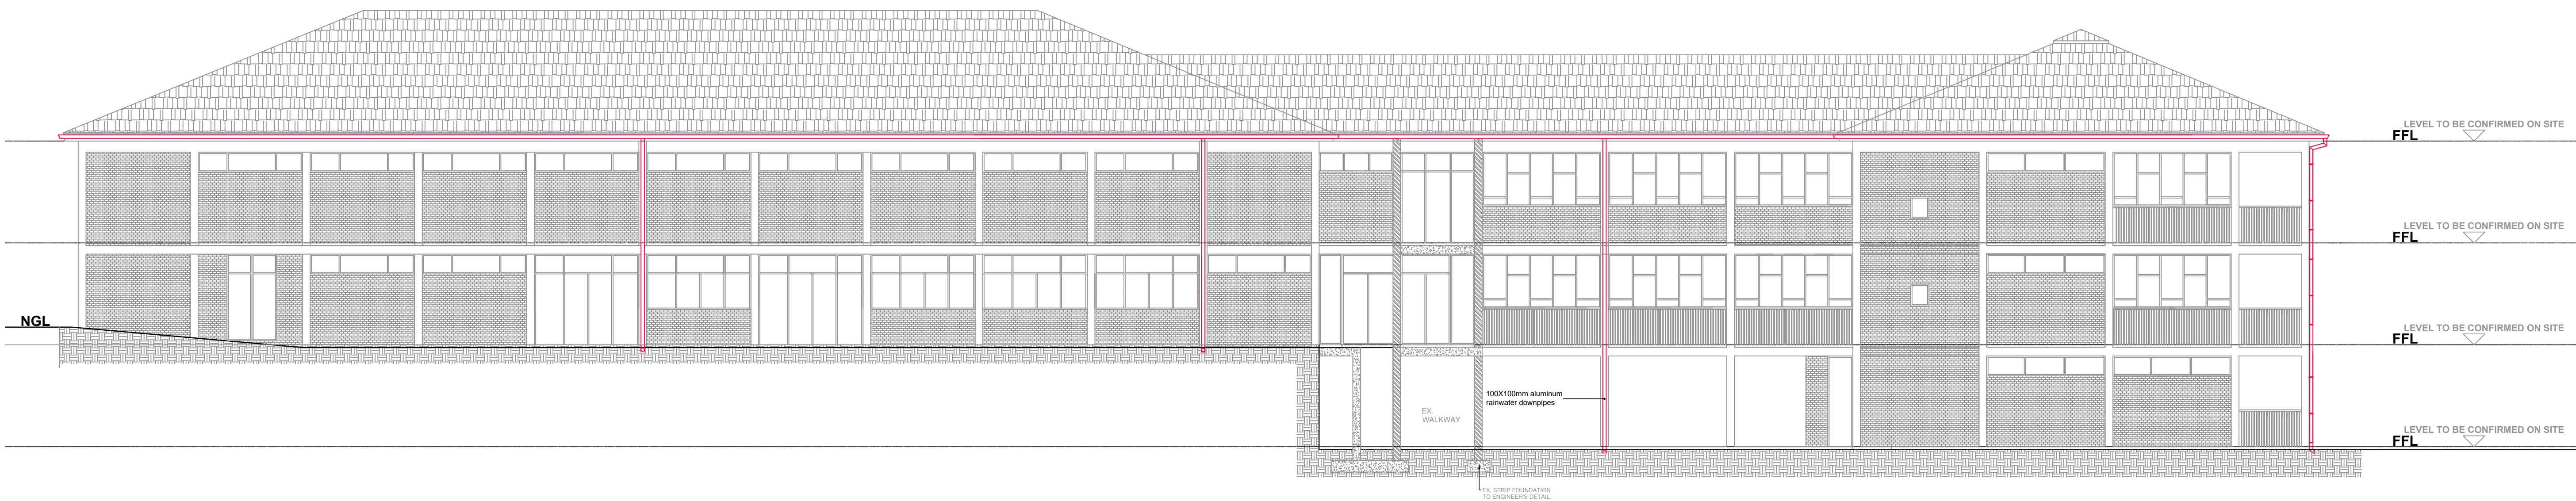 LEVEL TO BE CONFIRMED ON SITE
FFL
LEVEL TO BE CONFIRMED ON SITE
FFL
NGL
LEVEL TO BE CONFIRMED ON SITE
FFL
100X100mm aluminum
rainwater downpipes
EX.
WALKWAY
LEVEL TO BE CONFIRMED ON SITE
FFL
EX. STRIP FOUNDATION
TO ENGINEER'S DETAIL